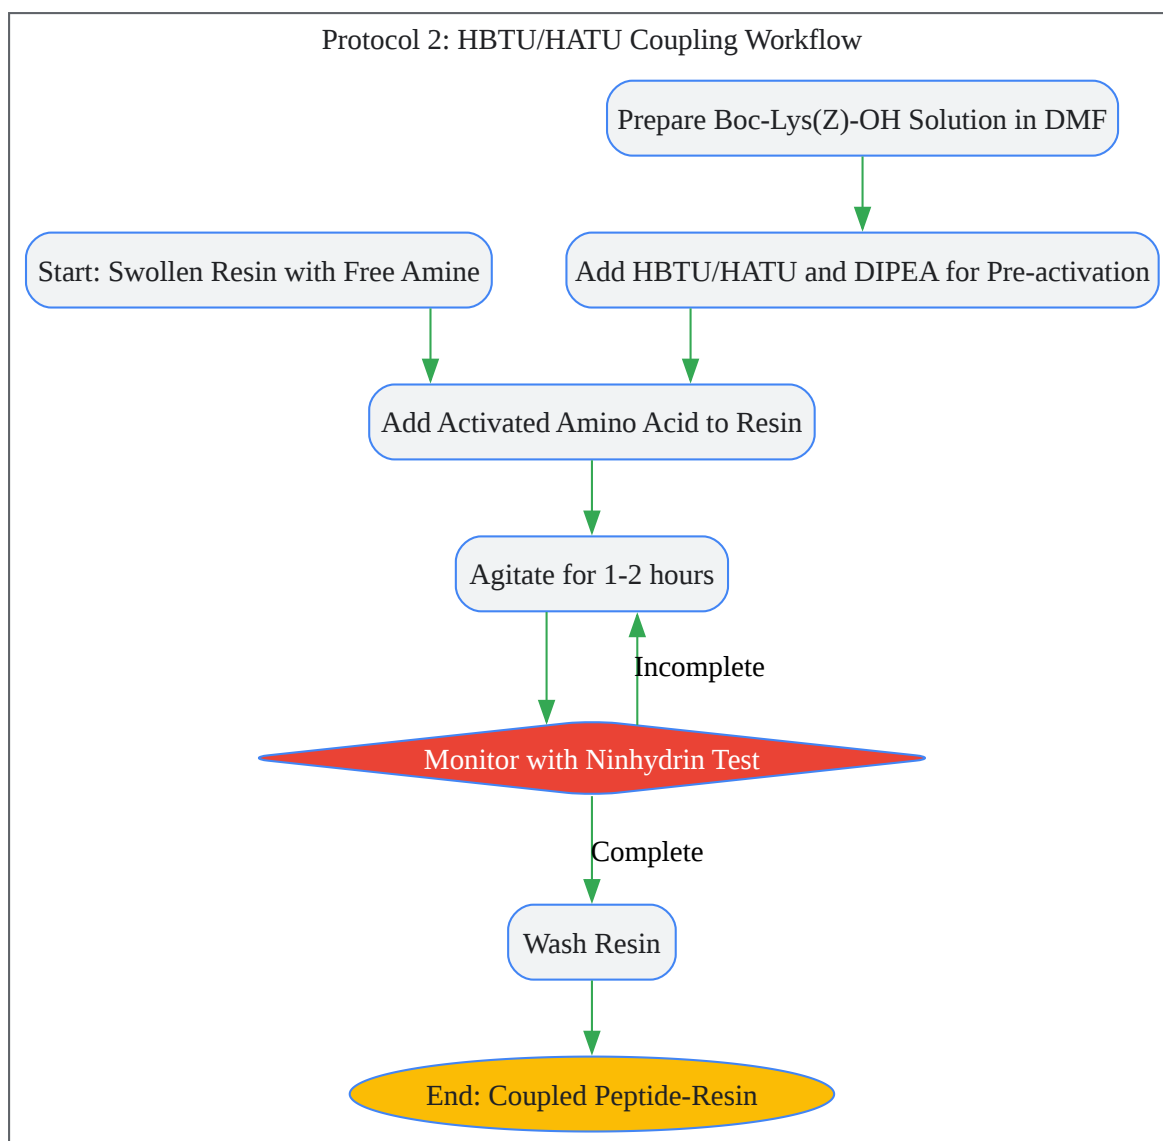 Protocol 2: HBTU/HATU Coupling Workflow
Prepare Boc-Lys(Z)-OH Solution in DMF
Start: Swollen Resin with Free Amine
Add HBTU/HATU and DIPEA for Pre-activation
Add Activated Amino Acid to Resin
Agitate for 1-2 hours
Incomplete
Monitor with Ninhydrin Test
Complete
Wash Resin
End: Coupled Peptide-Resin